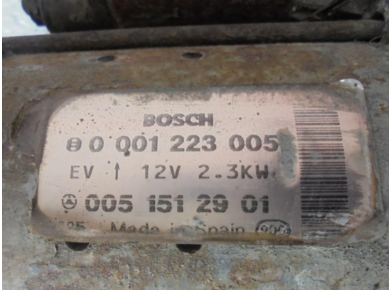 BOSCH
0 001 223 005
EV ↑ 12V 2.3KW
005 151 29 01
Made in Spain